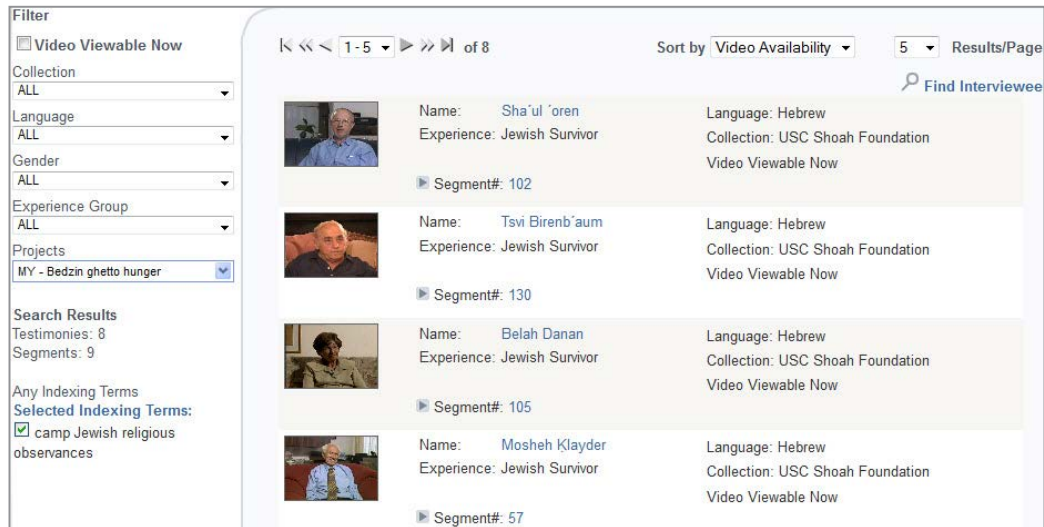 Filter
Video Viewable Now
Collection
ALL
Language
ALL
Gender
ALL
Experience Group
ALL
Projects
MY - Bedzin ghetto hunger
Search Results
Testimonies: 8
Segments: 9
Any Indexing Terms
Selected Indexing Terms:
camp Jewish religious
observances
1 - 5 of 8 Sort by Video Availability 5 Results/Page
Find Interviewee
Name: Sha´ul ´oren Language: Hebrew
Experience: Jewish Survivor Collection: USC Shoah Foundation
Video Viewable Now
Segment#: 102
Name: Tsvi Birenb´aum Language: Hebrew
Experience: Jewish Survivor Collection: USC Shoah Foundation
Video Viewable Now
Segment#: 130
Name: Belah Danan Language: Hebrew
Experience: Jewish Survivor Collection: USC Shoah Foundation
Video Viewable Now
Segment#: 105
Name: Mosheh Ḳlayder Language: Hebrew
Experience: Jewish Survivor Collection: USC Shoah Foundation
Video Viewable Now
Segment#: 57